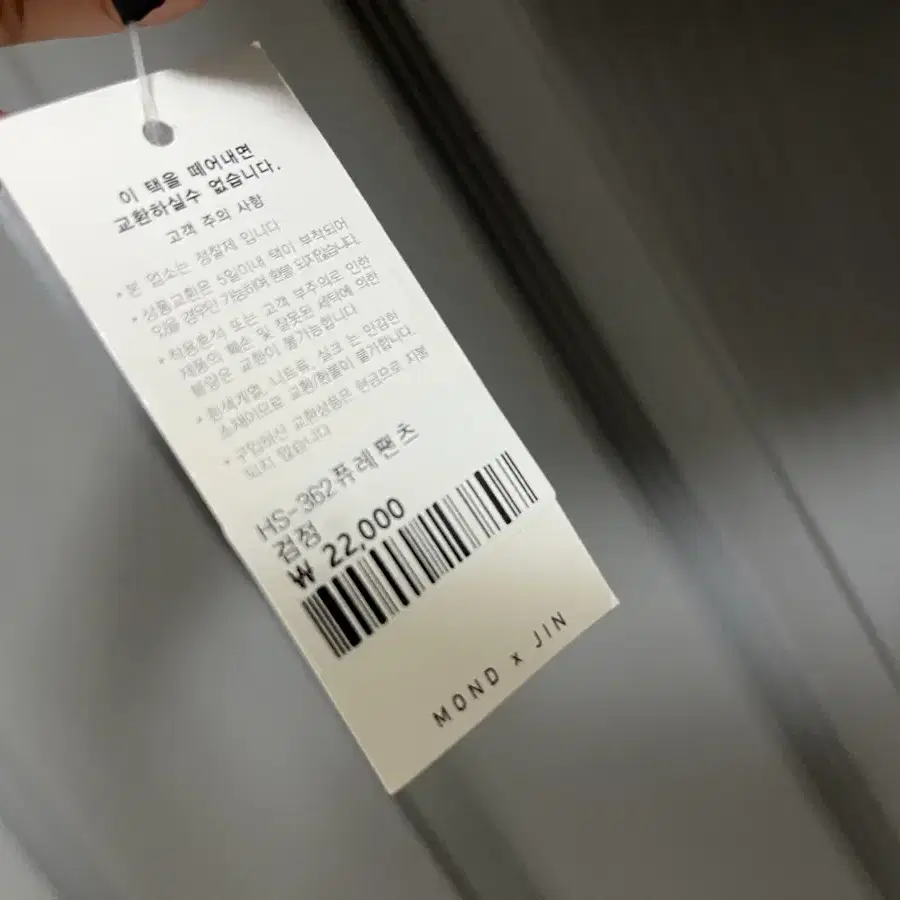 이 택을 떼어내면
교환하실수 없습니다.
고객 주의 사항
* 본 업소는 정찰제 입니다
* 상품교환은 5일이내 택이 부착되어
있을 경우만 가능하며, 환불 되지않습니다.
* 착용흔적 또는 고객 부주의로 인한
제품의 훼손 및 잘못된 세탁에 의한
불량은 교환이 불가능합니다
* 흰색계열, 니트류, 실크 는 민감한
소재이므로 교환/환불이 불가합니다.
* 구입하신 교환상품은 현금으로 지불
되지 않습니다
HS-362퓨레팬츠
검정
₩ 22,000
MOND x JIN